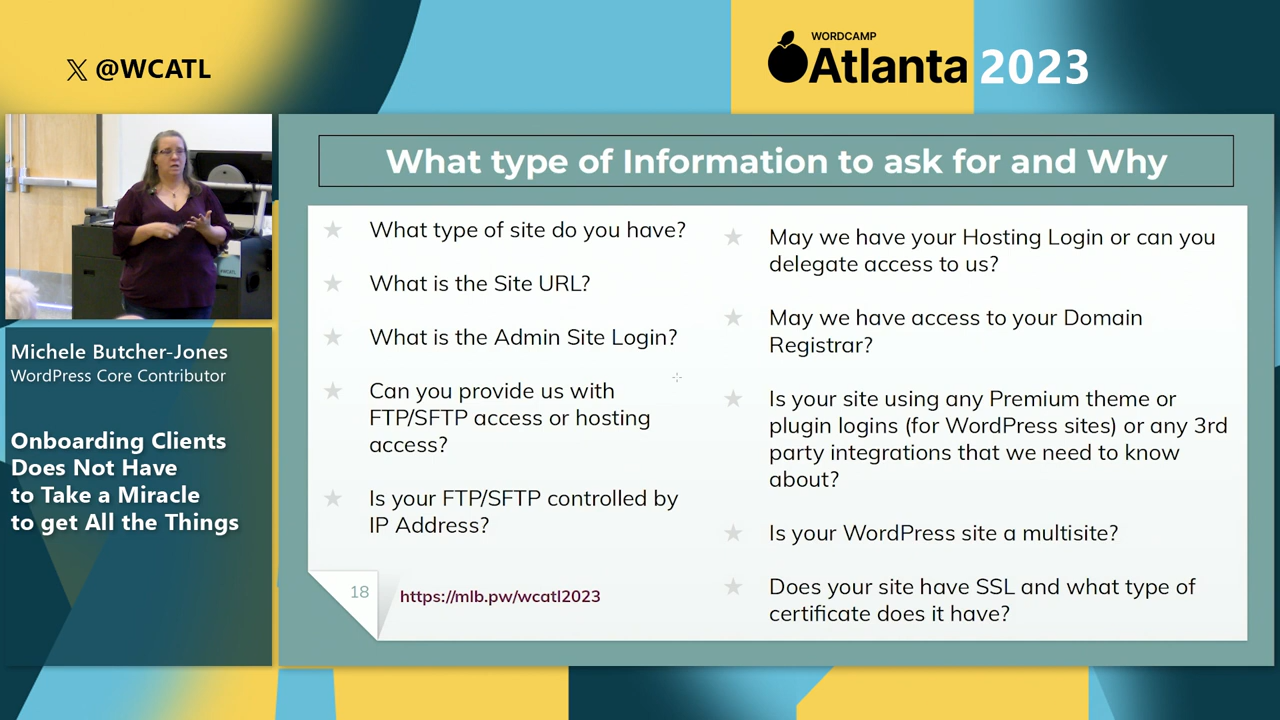 𝕏 @WCATL
WORDCAMP
Atlanta 2023
What type of Information to ask for and Why
What type of site do you have?
What is the Site URL?
What is the Admin Site Login?
Can you provide us with
FTP/SFTP access or hosting
access?
Is your FTP/SFTP controlled by
IP Address?
May we have your Hosting Login or can you
delegate access to us?
May we have access to your Domain
Registrar?
Is your site using any Premium theme or
plugin logins (for WordPress sites) or any 3rd
party integrations that we need to know
about?
Is your WordPress site a multisite?
Does your site have SSL and what type of
certificate does it have?
18
https://mlb.pw/wcatl2023
#WCATL
Michele Butcher-Jones
WordPress Core Contributor
Onboarding Clients
Does Not Have
to Take a Miracle
to get All the Things